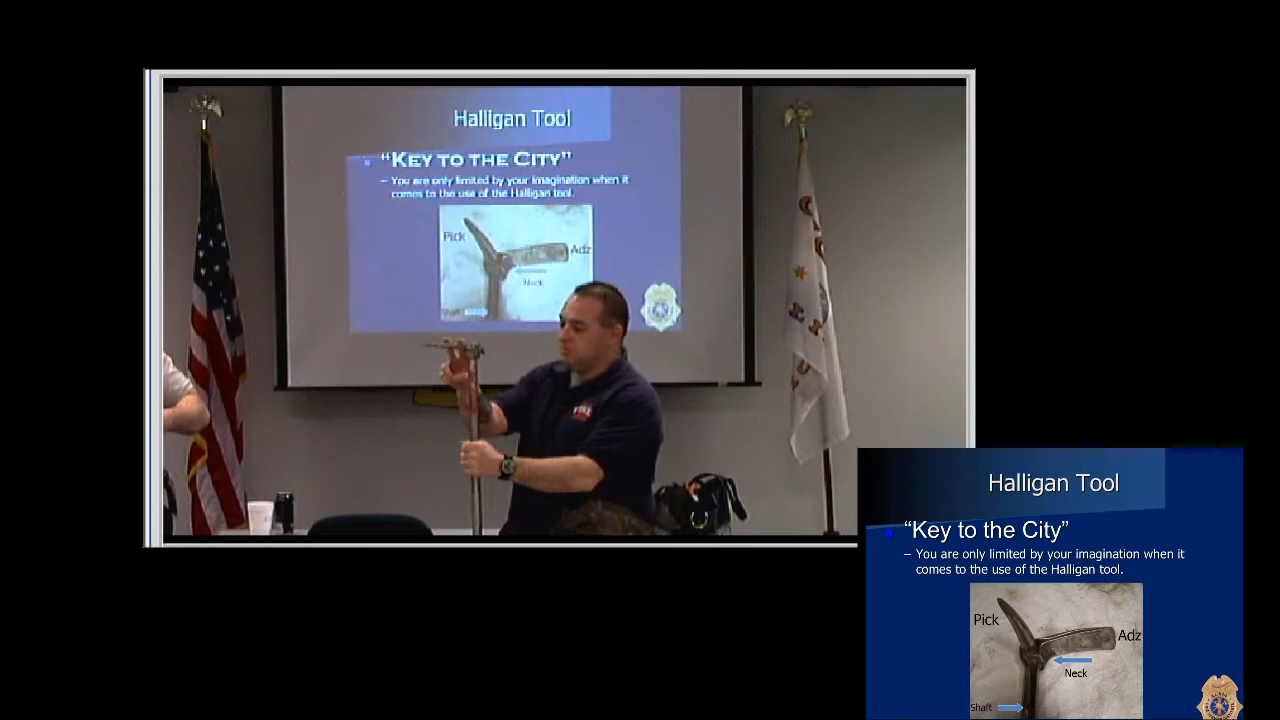 Halligan Tool
“KEY TO THE CITY”
– You are only limited by your imagination when it
comes to the use of the Halligan tool.
Pick
Adz
Neck
Shaft
FIRE
Halligan Tool
“Key to the City”
– You are only limited by your imagination when it
comes to the use of the Halligan tool.
Pick
Adz
Neck
Shaft